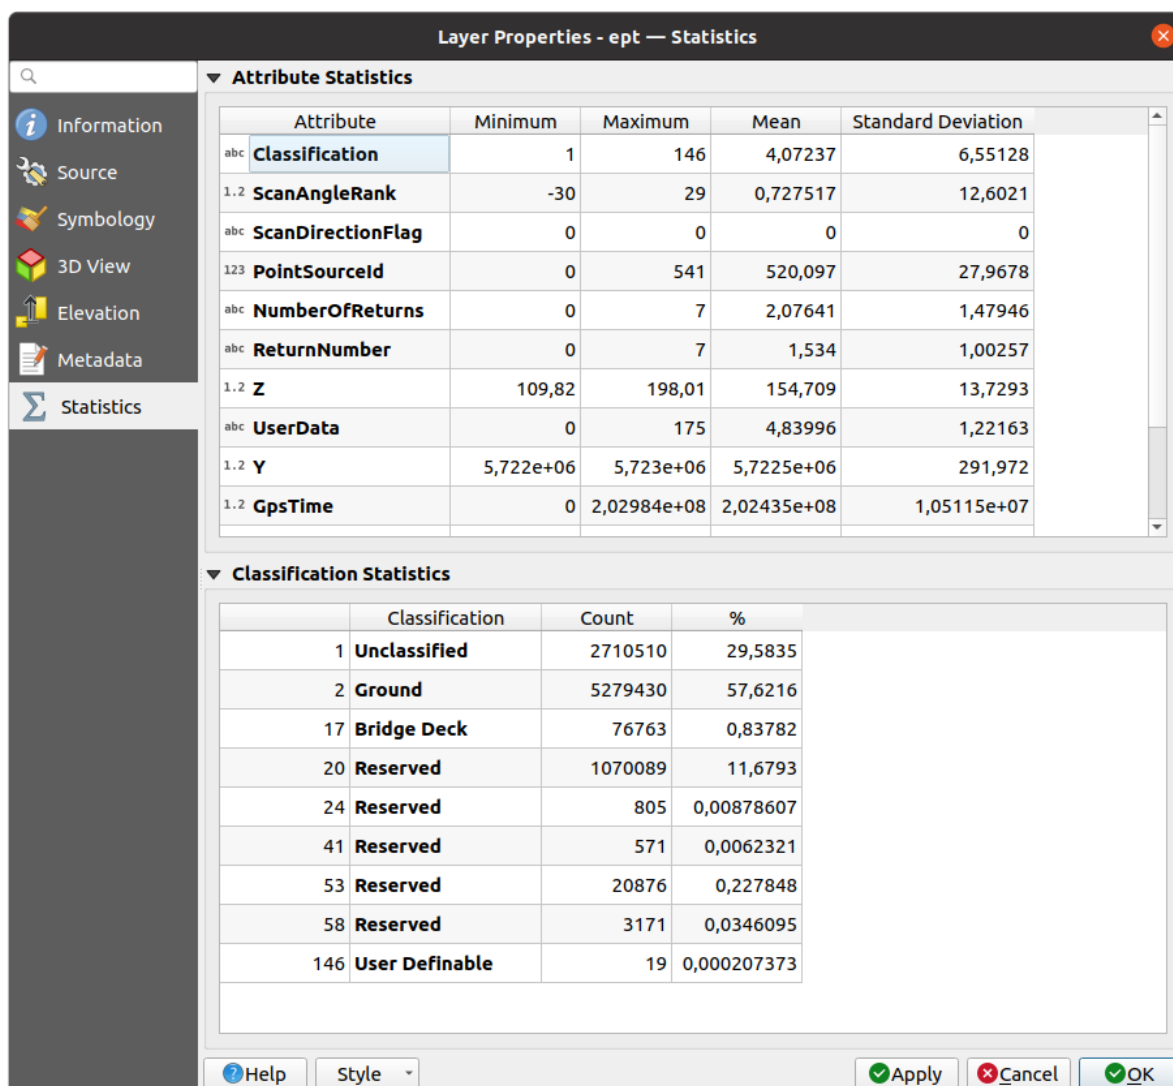 Layer Properties - ept — Statistics
Information
Source
Symbology
3D View
Elevation
Metadata
Statistics
Attribute Statistics
Attribute Minimum Maximum Mean Standard Deviation
abc Classification 1 146 4,07237 6,55128
1.2 ScanAngleRank -30 29 0,727517 12,6021
abc ScanDirectionFlag 0 0 0 0
123 PointSourceId 0 541 520,097 27,9678
abc NumberOfReturns 0 7 2,07641 1,47946
abc ReturnNumber 0 7 1,534 1,00257
1.2 Z 109,82 198,01 154,709 13,7293
abc UserData 0 175 4,83996 1,22163
1.2 Y 5,722e+06 5,723e+06 5,7225e+06 291,972
1.2 GpsTime 0 2,02984e+08 2,02435e+08 1,05115e+07
Classification Statistics
Classification Count %
1 Unclassified 2710510 29,5835
2 Ground 5279430 57,6216
17 Bridge Deck 76763 0,83782
20 Reserved 1070089 11,6793
24 Reserved 805 0,00878607
41 Reserved 571 0,0062321
53 Reserved 20876 0,227848
58 Reserved 3171 0,0346095
146 User Definable 19 0,000207373
Help Style Apply Cancel OK